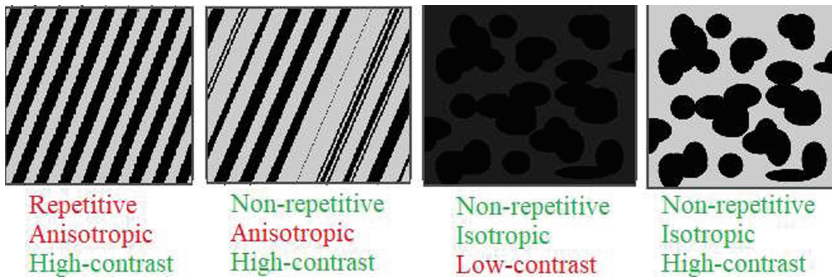 Repetitive
Anisotropic
High-contrast
Non-repetitive
Anisotropic
High-contrast
Non-repetitive
Isotropic
Low-contrast
Non-repetitive
Isotropic
High-contrast